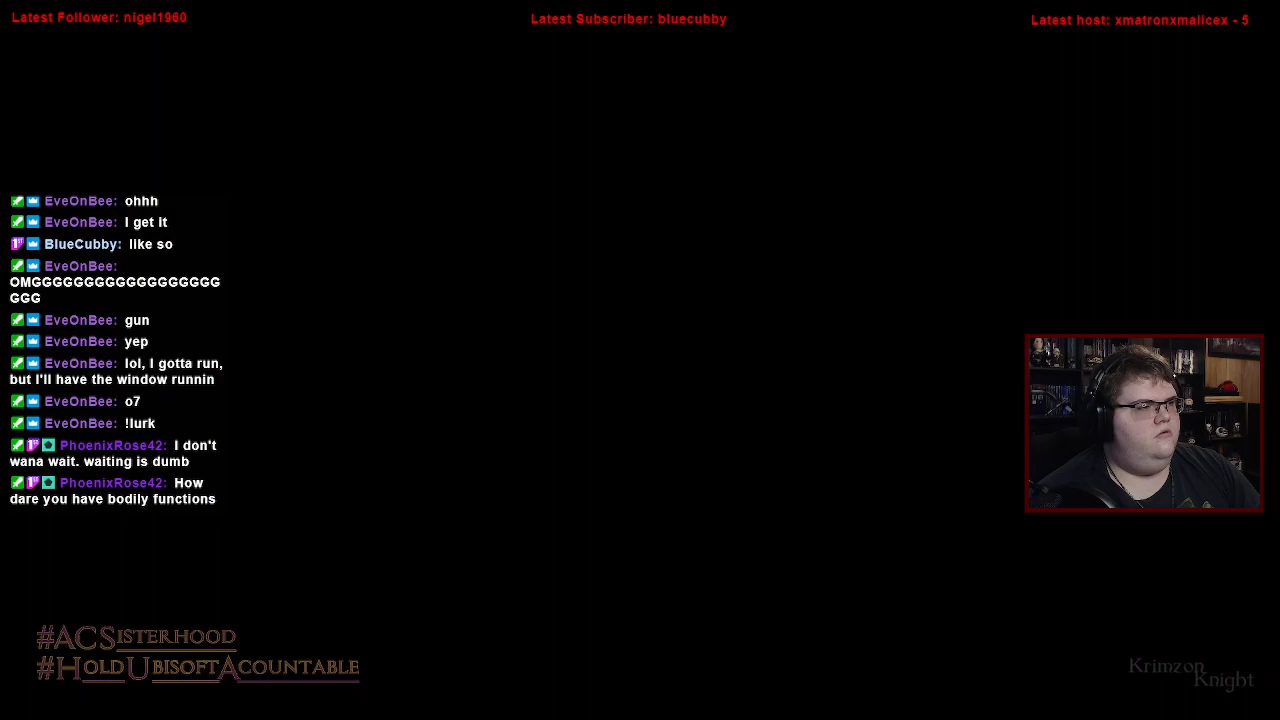 Latest Follower: nigel1960
Latest Subscriber: bluecubby
Latest host: xmatronxmalicex - 5
EveOnBee: ohhh
EveOnBee: I get it
BlueCubby: like so
EveOnBee:
OMGGGGGGGGGGGGGGGGGG
GGG
EveOnBee: gun
EveOnBee: yep
EveOnBee: lol, I gotta run,
but I'll have the window runnin
EveOnBee: o7
EveOnBee: !lurk
PhoenixRose42: I don't
wana wait. waiting is dumb
PhoenixRose42: How
dare you have bodily functions
#ACSISTERHOOD
#HOLDUBISOFTACOUNTABLE
Krimzon
Knight